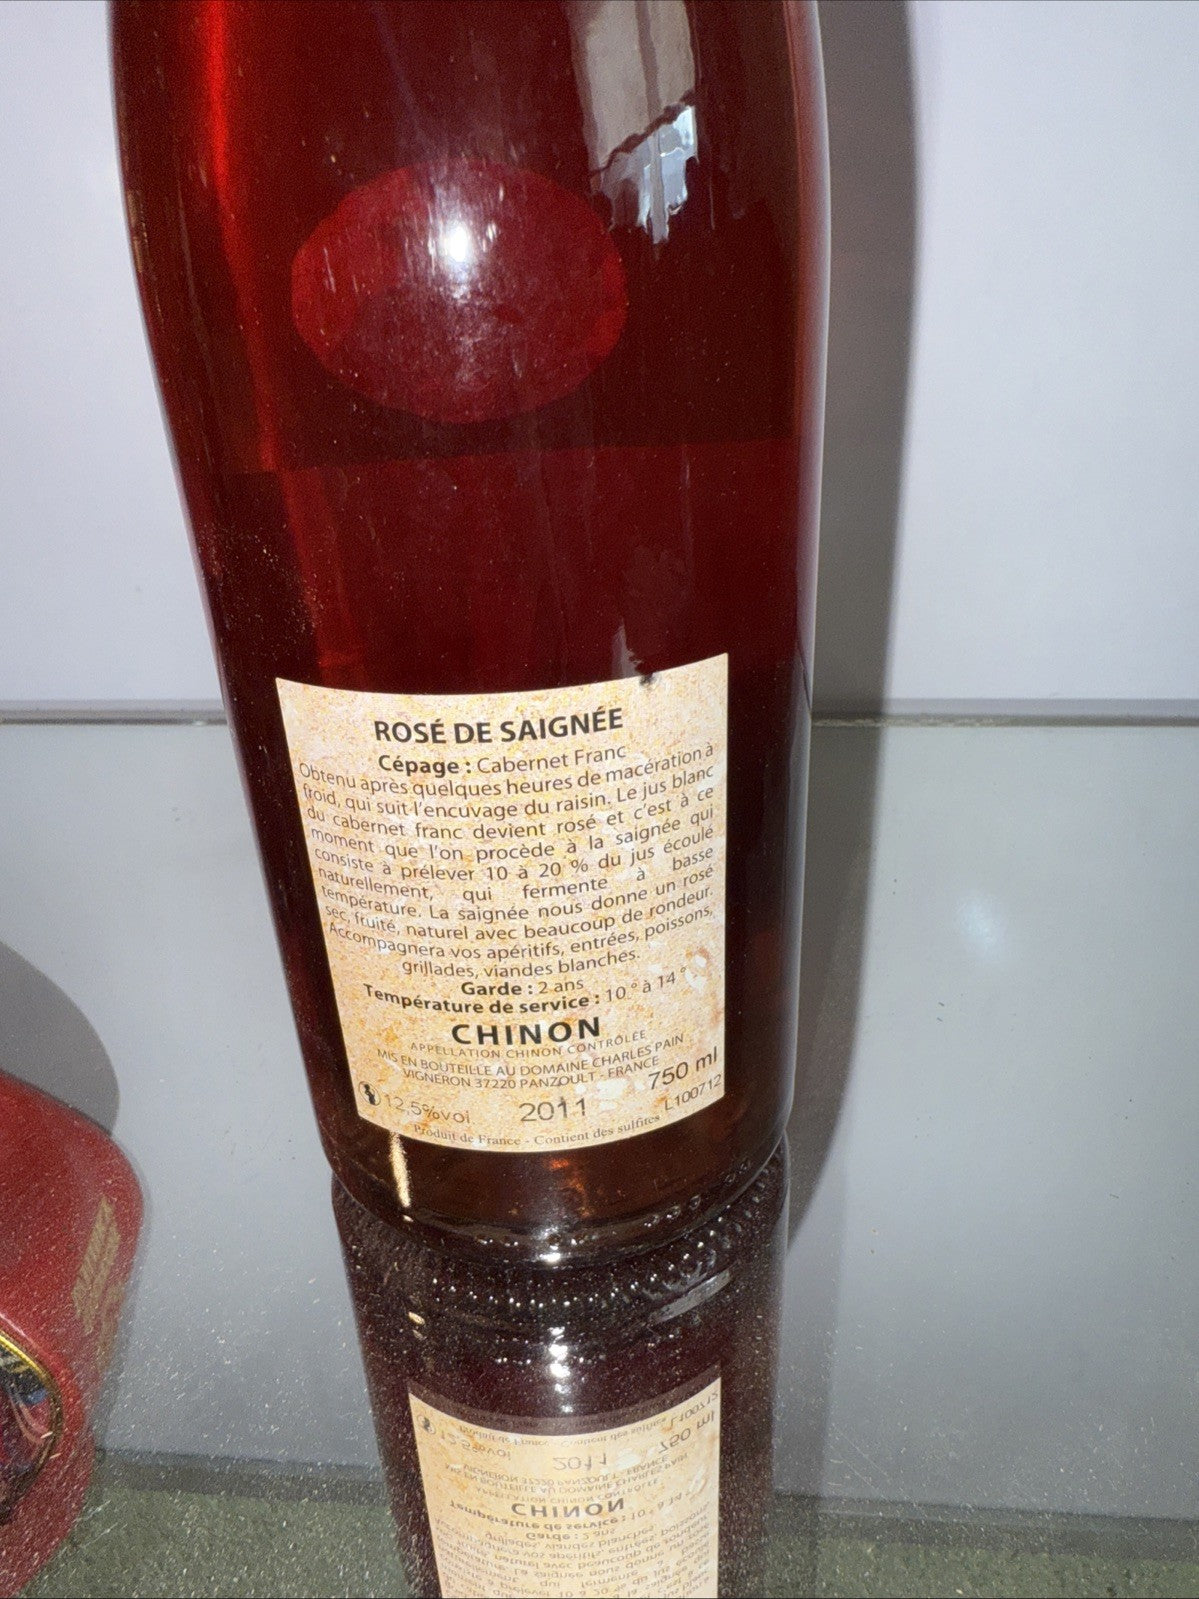 ROSÉ DE SAIGNÉE
Cépage : Cabernet Franc
Obtenu après quelques heures de macération à
froid, qui suit l'encuvage du raisin. Le jus blanc
du cabernet franc devient rosé et c'est à ce
moment que l'on procède à la saignée qui
consiste à prélever 10 à 20 % du jus écoulé
naturellement, qui fermente à basse
température. La saignée nous donne un rosé
sec, fruité, naturel avec beaucoup de rondeur.
Accompagnera vos apéritifs, entrées, poissons,
grillades, viandes blanches.
Garde : 2 ans
Température de service : 10 ° à 14 °
CHINON
APPELLATION CHINON CONTRÔLÉE
MIS EN BOUTEILLE AU DOMAINE CHARLES PAIN
VIGNERON 37220 PANZOULT - FRANCE
750 ml
12,5%vol
2011
L100712
Produit de France - Contient des sulfites